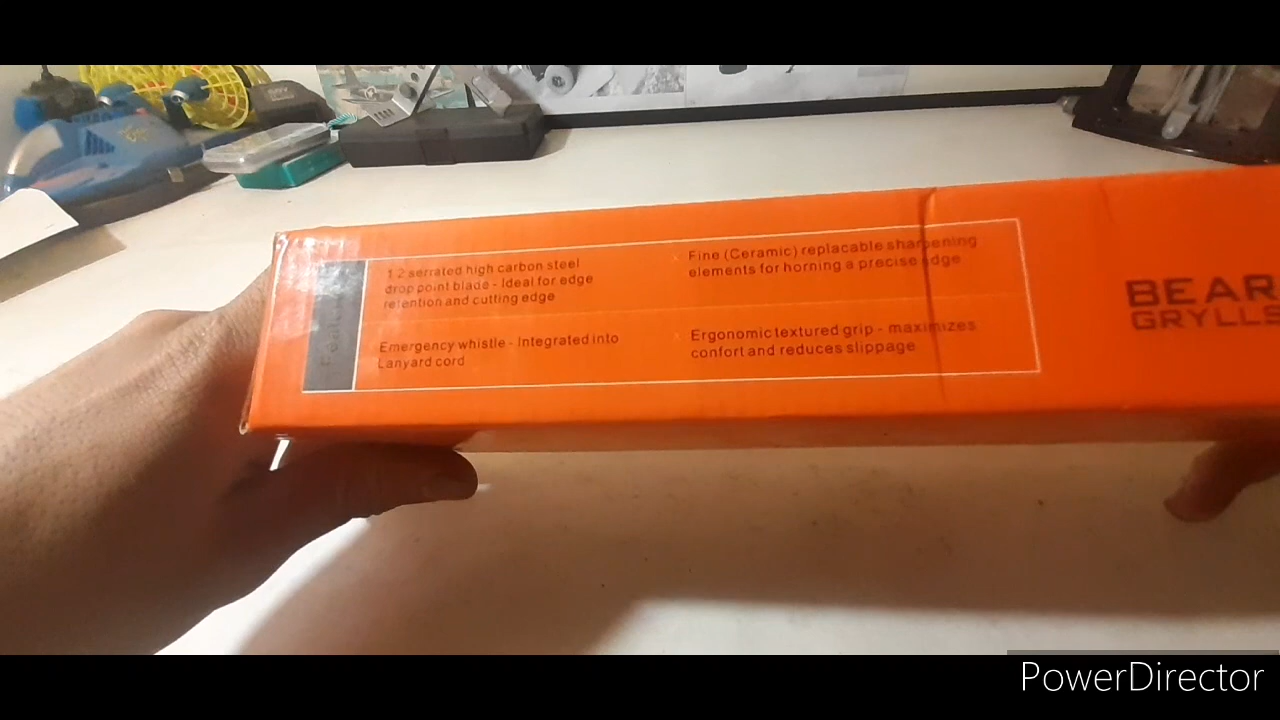 1 2 serrated high carbon steel
drop point blade - Ideal for edge
retention and cutting edge
Emergency whistle - Integrated into
Lanyard cord
Fine (Ceramic) replacable sharpening
elements for horning a precise edge
Ergonomic textured grip - maximizes
confort and reduces slippage
BEAR
GRYLLS
PowerDirector